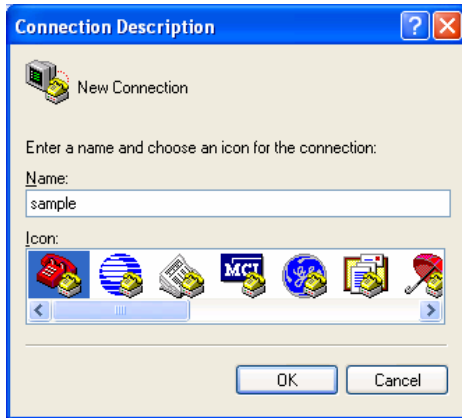 Connection Description
New Connection
Enter a name and choose an icon for the connection:
Name:
sample
Icon:
MCI
OK Cancel